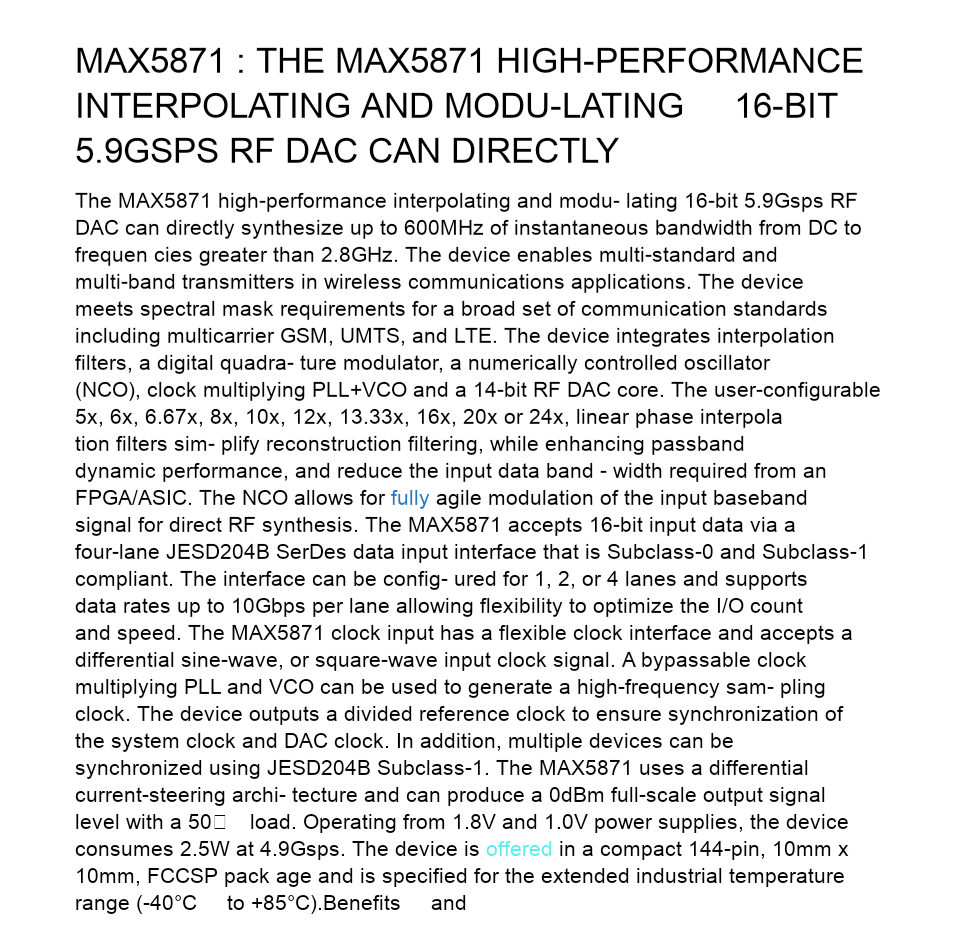 MAX5871 : THE MAX5871 HIGH-PERFORMANCE
INTERPOLATING AND MODU-LATING 16-BIT
5.9GSPS RF DAC CAN DIRECTLY
The MAX5871 high-performance interpolating and modu- lating 16-bit 5.9Gsps RF
DAC can directly synthesize up to 600MHz of instantaneous bandwidth from DC to
frequen cies greater than 2.8GHz. The device enables multi-standard and
multi-band transmitters in wireless communications applications. The device
meets spectral mask requirements for a broad set of communication standards
including multicarrier GSM, UMTS, and LTE. The device integrates interpolation
filters, a digital quadra- ture modulator, a numerically controlled oscillator
(NCO), clock multiplying PLL+VCO and a 14-bit RF DAC core. The user-configurable
5x, 6x, 6.67x, 8x, 10x, 12x, 13.33x, 16x, 20x or 24x, linear phase interpola
tion filters sim- plify reconstruction filtering, while enhancing passband
dynamic performance, and reduce the input data band - width required from an
FPGA/ASIC. The NCO allows for fully agile modulation of the input baseband
signal for direct RF synthesis. The MAX5871 accepts 16-bit input data via a
four-lane JESD204B SerDes data input interface that is Subclass-0 and Subclass-1
compliant. The interface can be config- ured for 1, 2, or 4 lanes and supports
data rates up to 10Gbps per lane allowing flexibility to optimize the I/O count
and speed. The MAX5871 clock input has a flexible clock interface and accepts a
differential sine-wave, or square-wave input clock signal. A bypassable clock
multiplying PLL and VCO can be used to generate a high-frequency sam- pling
clock. The device outputs a divided reference clock to ensure synchronization of
the system clock and DAC clock. In addition, multiple devices can be
synchronized using JESD204B Subclass-1. The MAX5871 uses a differential
current-steering archi- tecture and can produce a 0dBm full-scale output signal
level with a 50□ load. Operating from 1.8V and 1.0V power supplies, the device
consumes 2.5W at 4.9Gsps. The device is offered in a compact 144-pin, 10mm x
10mm, FCCSP pack age and is specified for the extended industrial temperature
range (-40°C to +85°C).Benefits and